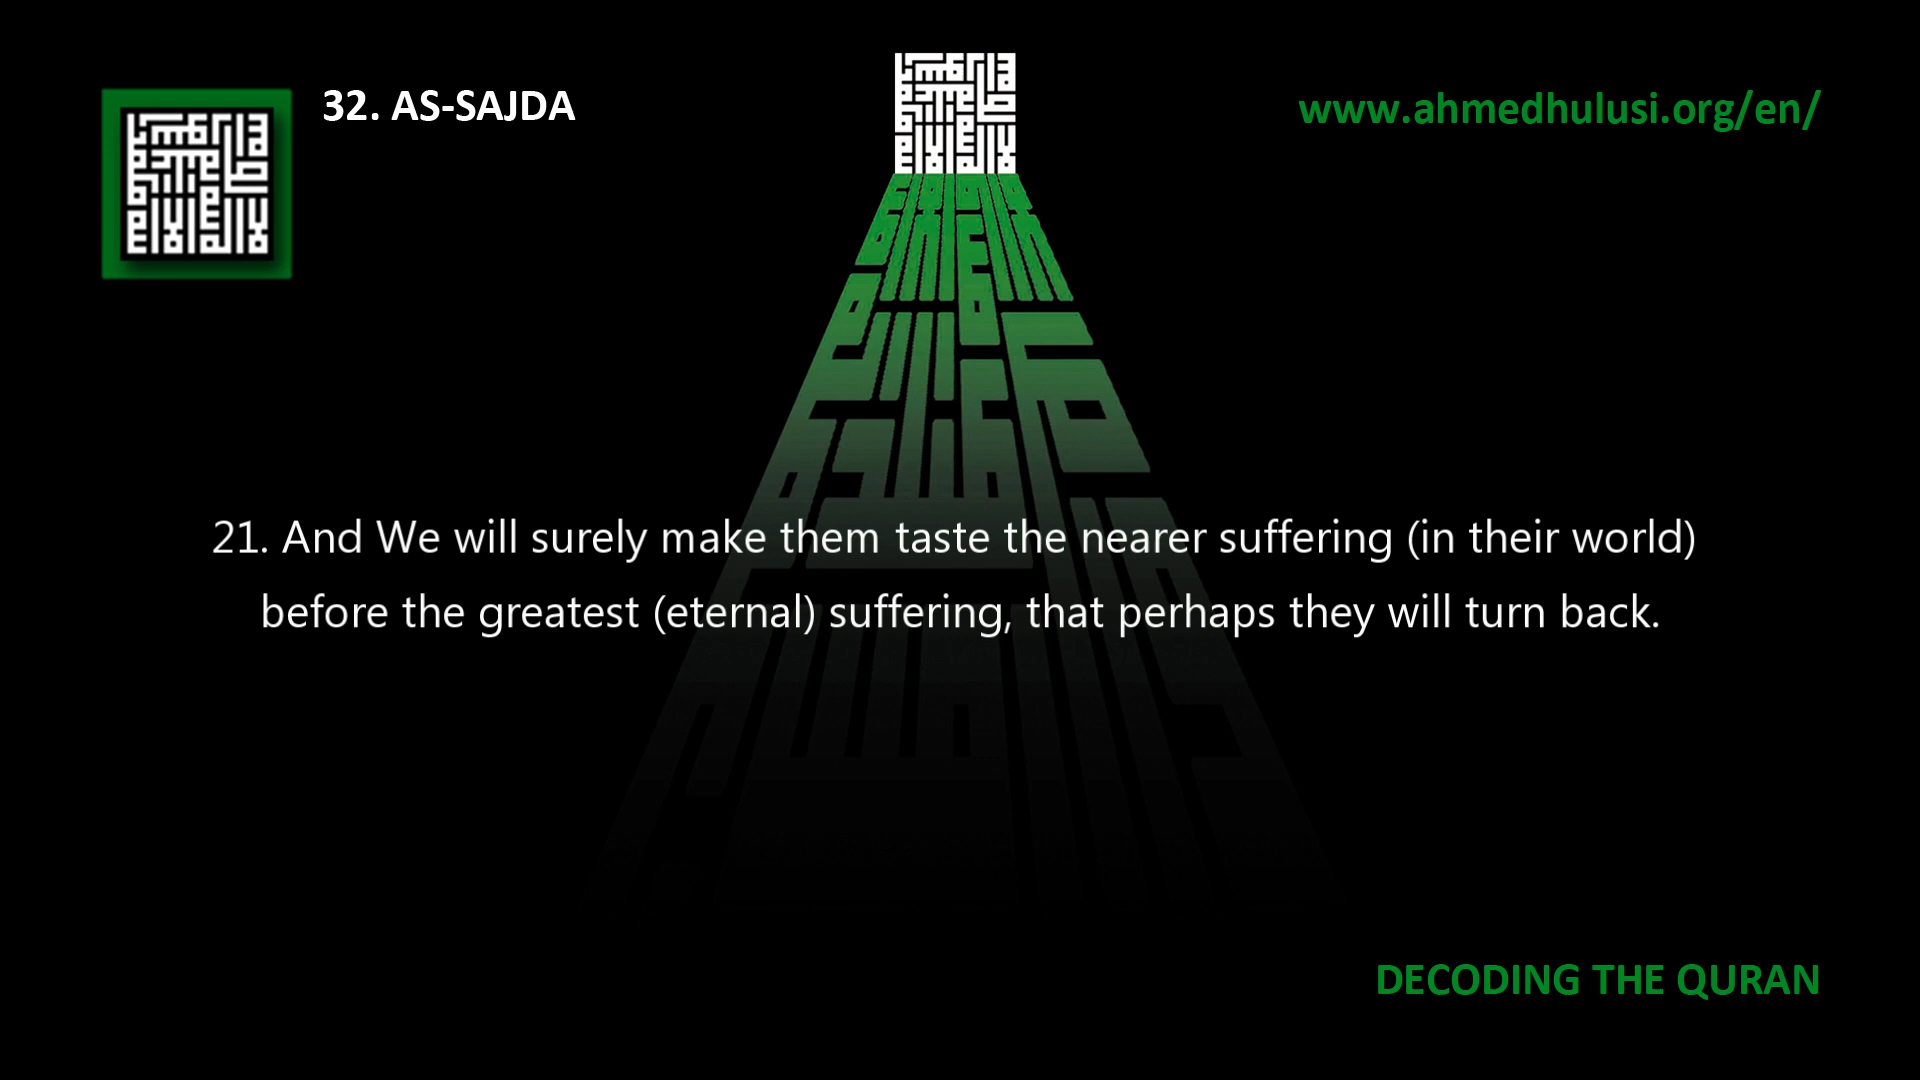 32. AS-SAJDA
www.ahmedhulusi.org/en/
21. And We will surely make them taste the nearer suffering (in their world)
before the greatest (eternal) suffering, that perhaps they will turn back.
DECODING THE QURAN